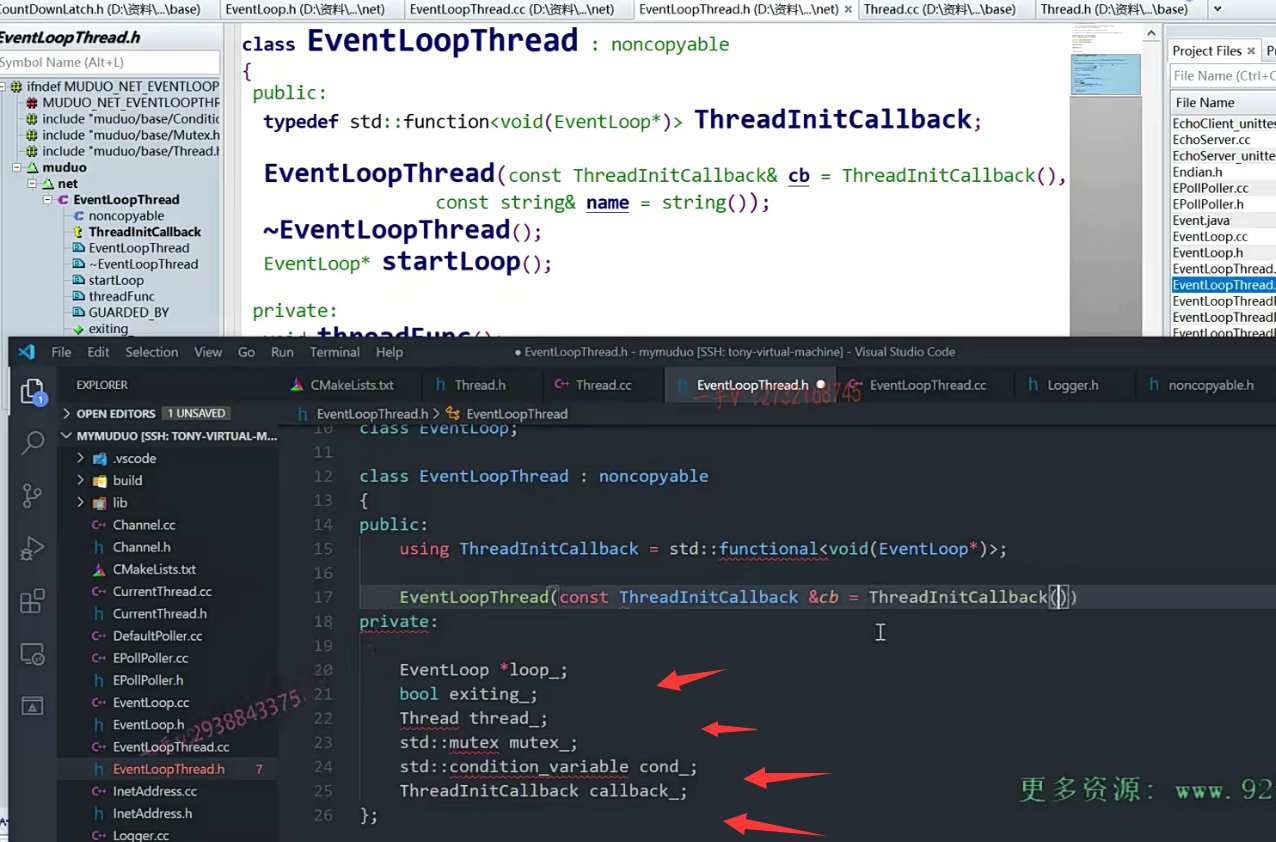 CountDownLatch.h (D:\资料\...\base)
EventLoop.h (D:\资料\...\net)
EventLoopThread.cc (D:\资料\...\net)
EventLoopThread.h (D:\资料\...\net)
Thread.cc (D:\资料\...\base)
Thread.h (D:\资料\...\base)
EventLoopThread.h
Symbol Name (Alt+L)
ifndef MUDUO_NET_EVENTLOOP
MUDUO_NET_EVENTLOOPTHR
include "muduo/base/Conditic
include "muduo/base/Mutex.h
include "muduo/base/Thread.h
muduo
net
EventLoopThread
noncopyable
ThreadInitCallback
EventLoopThread
~EventLoopThread
startLoop
threadFunc
GUARDED_BY
exiting_
class EventLoopThread : noncopyable
{
public:
typedef std::function<void(EventLoop*)> ThreadInitCallback;
EventLoopThread(const ThreadInitCallback& cb = ThreadInitCallback(),
const string& name = string());
~EventLoopThread();
EventLoop* startLoop();
private:
void threadFunc();
Project Files
File Name (Ctrl+
File Name
EchoClient_unittes
EchoServer.cc
EchoServer_unitte
Endian.h
EPollPoller.cc
EPollPoller.h
Event.java
EventLoop.cc
EventLoop.h
EventLoopThread.
EventLoopThread.
EventLoopThread
EventLoopThread
EventLoopThread
File Edit Selection View Go Run Terminal Help
● EventLoopThread.h - mymuduo [SSH: tony-virtual-machine] - Visual Studio Code
EXPLORER
CMakeLists.txt
Thread.h
Thread.cc
EventLoopThread.h
EventLoopThread.cc
Logger.h
noncopyable.h
OPEN EDITORS 1 UNSAVED
EventLoopThread.h > EventLoopThread
MYMUDUO [SSH: TONY-VIRTUAL-M...
1
.vscode
build
lib
Channel.cc
Channel.h
CMakeLists.txt
CurrentThread.cc
CurrentThread.h
DefaultPoller.cc
EPollPoller.cc
EPollPoller.h
EventLoop.cc
EventLoop.h
EventLoopThread.cc
EventLoopThread.h 7
InetAddress.cc
InetAddress.h
Logger.cc
10 class EventLoop;
11
12 class EventLoopThread : noncopyable
13 {
14 public:
15 using ThreadInitCallback = std::functional<void(EventLoop*)>;
16
17 EventLoopThread(const ThreadInitCallback &cb = ThreadInitCallback())
18 private:
19
20 EventLoop *loop_;
21 bool exiting_;
22 Thread thread_;
23 std::mutex mutex_;
24 std::condition_variable cond_;
25 ThreadInitCallback callback_;
26 };
2938843375
更多资源: www.92